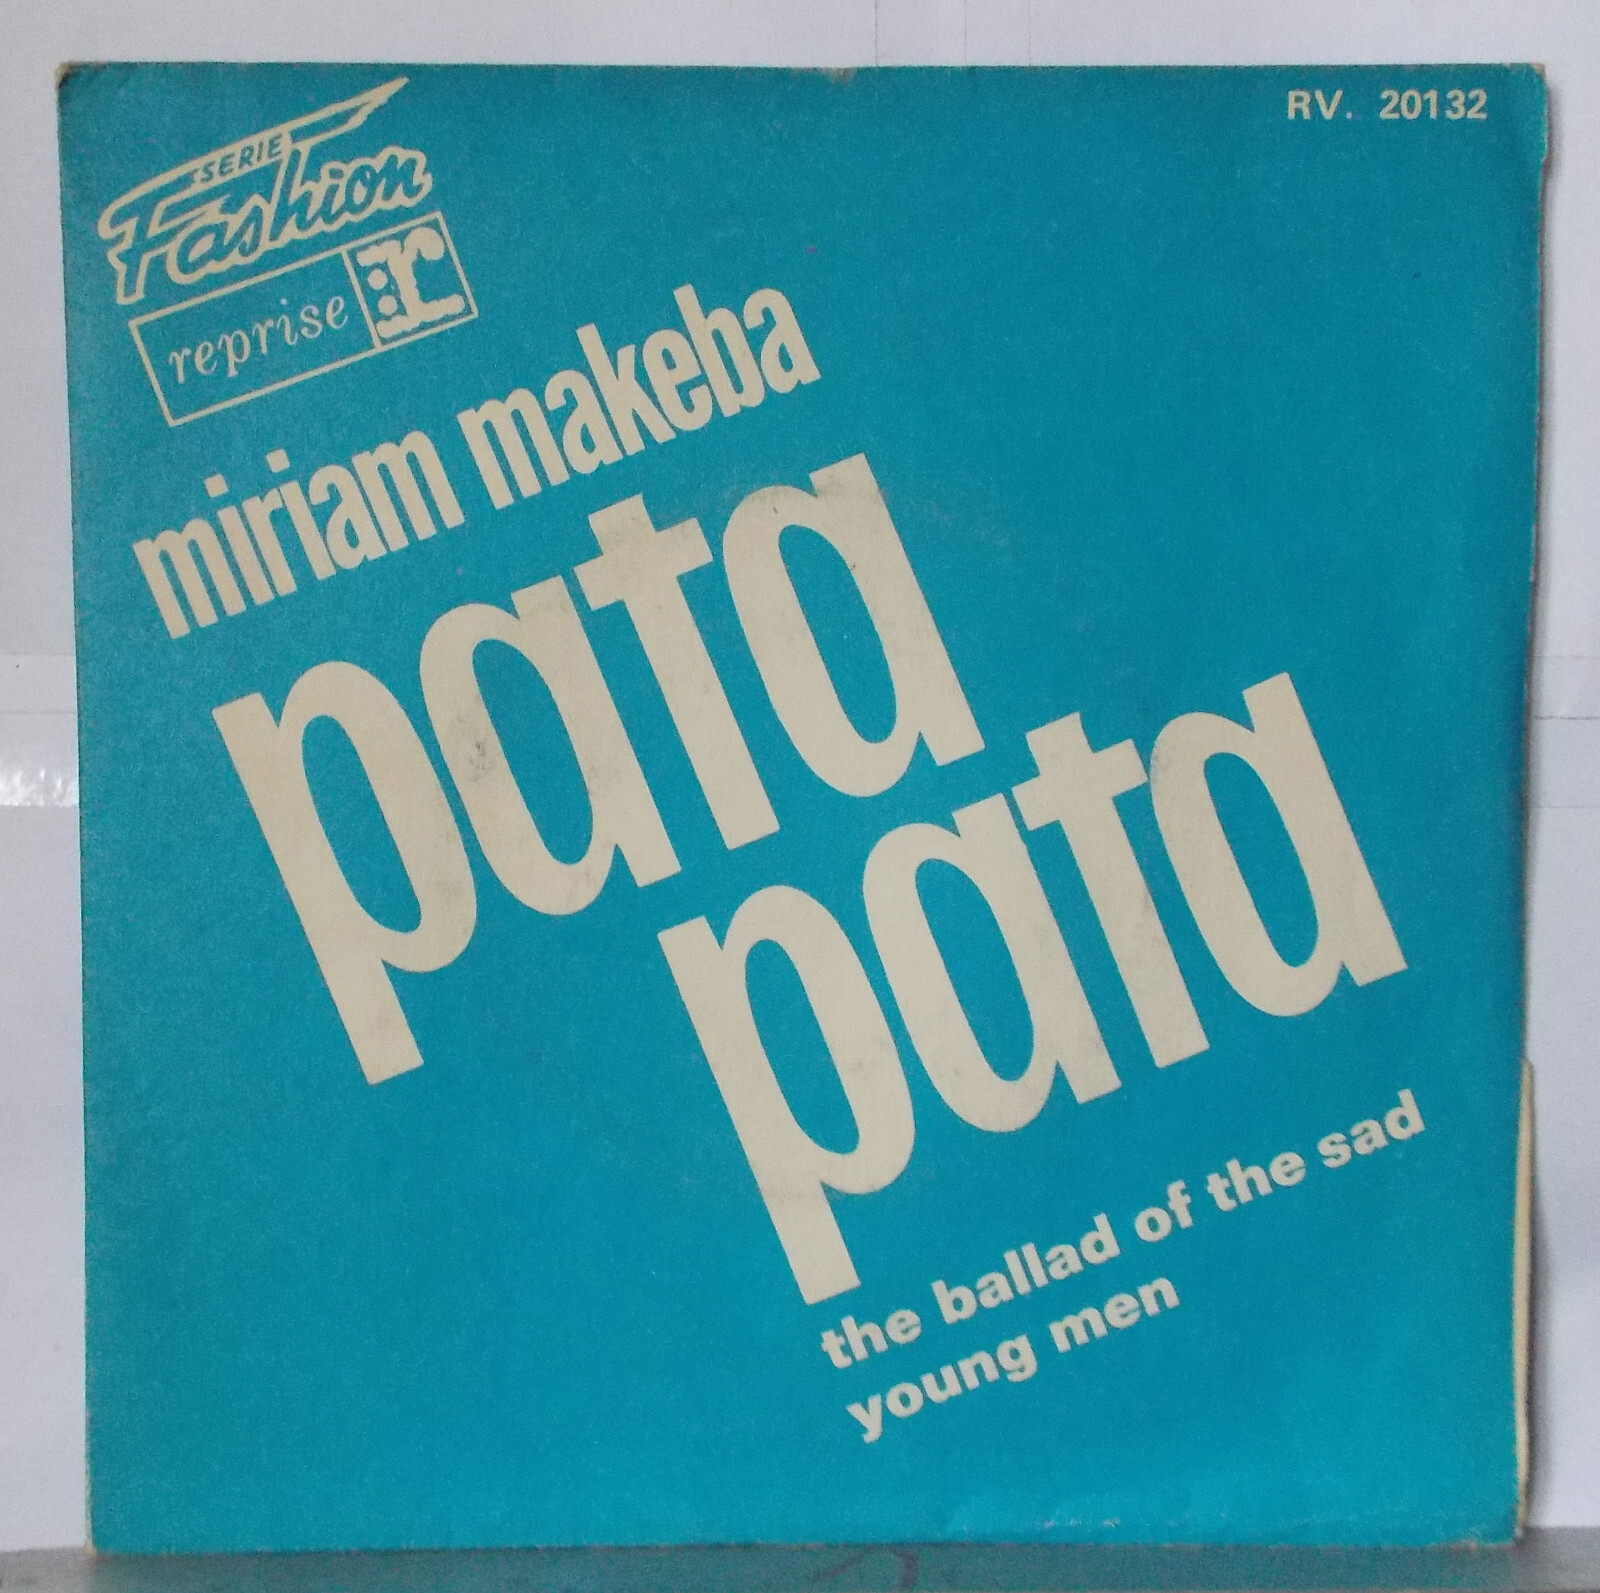 RV. 20132
SERIE
Fashion
reprise r
miriam makeba
pata
pata
the ballad of the sad
young men